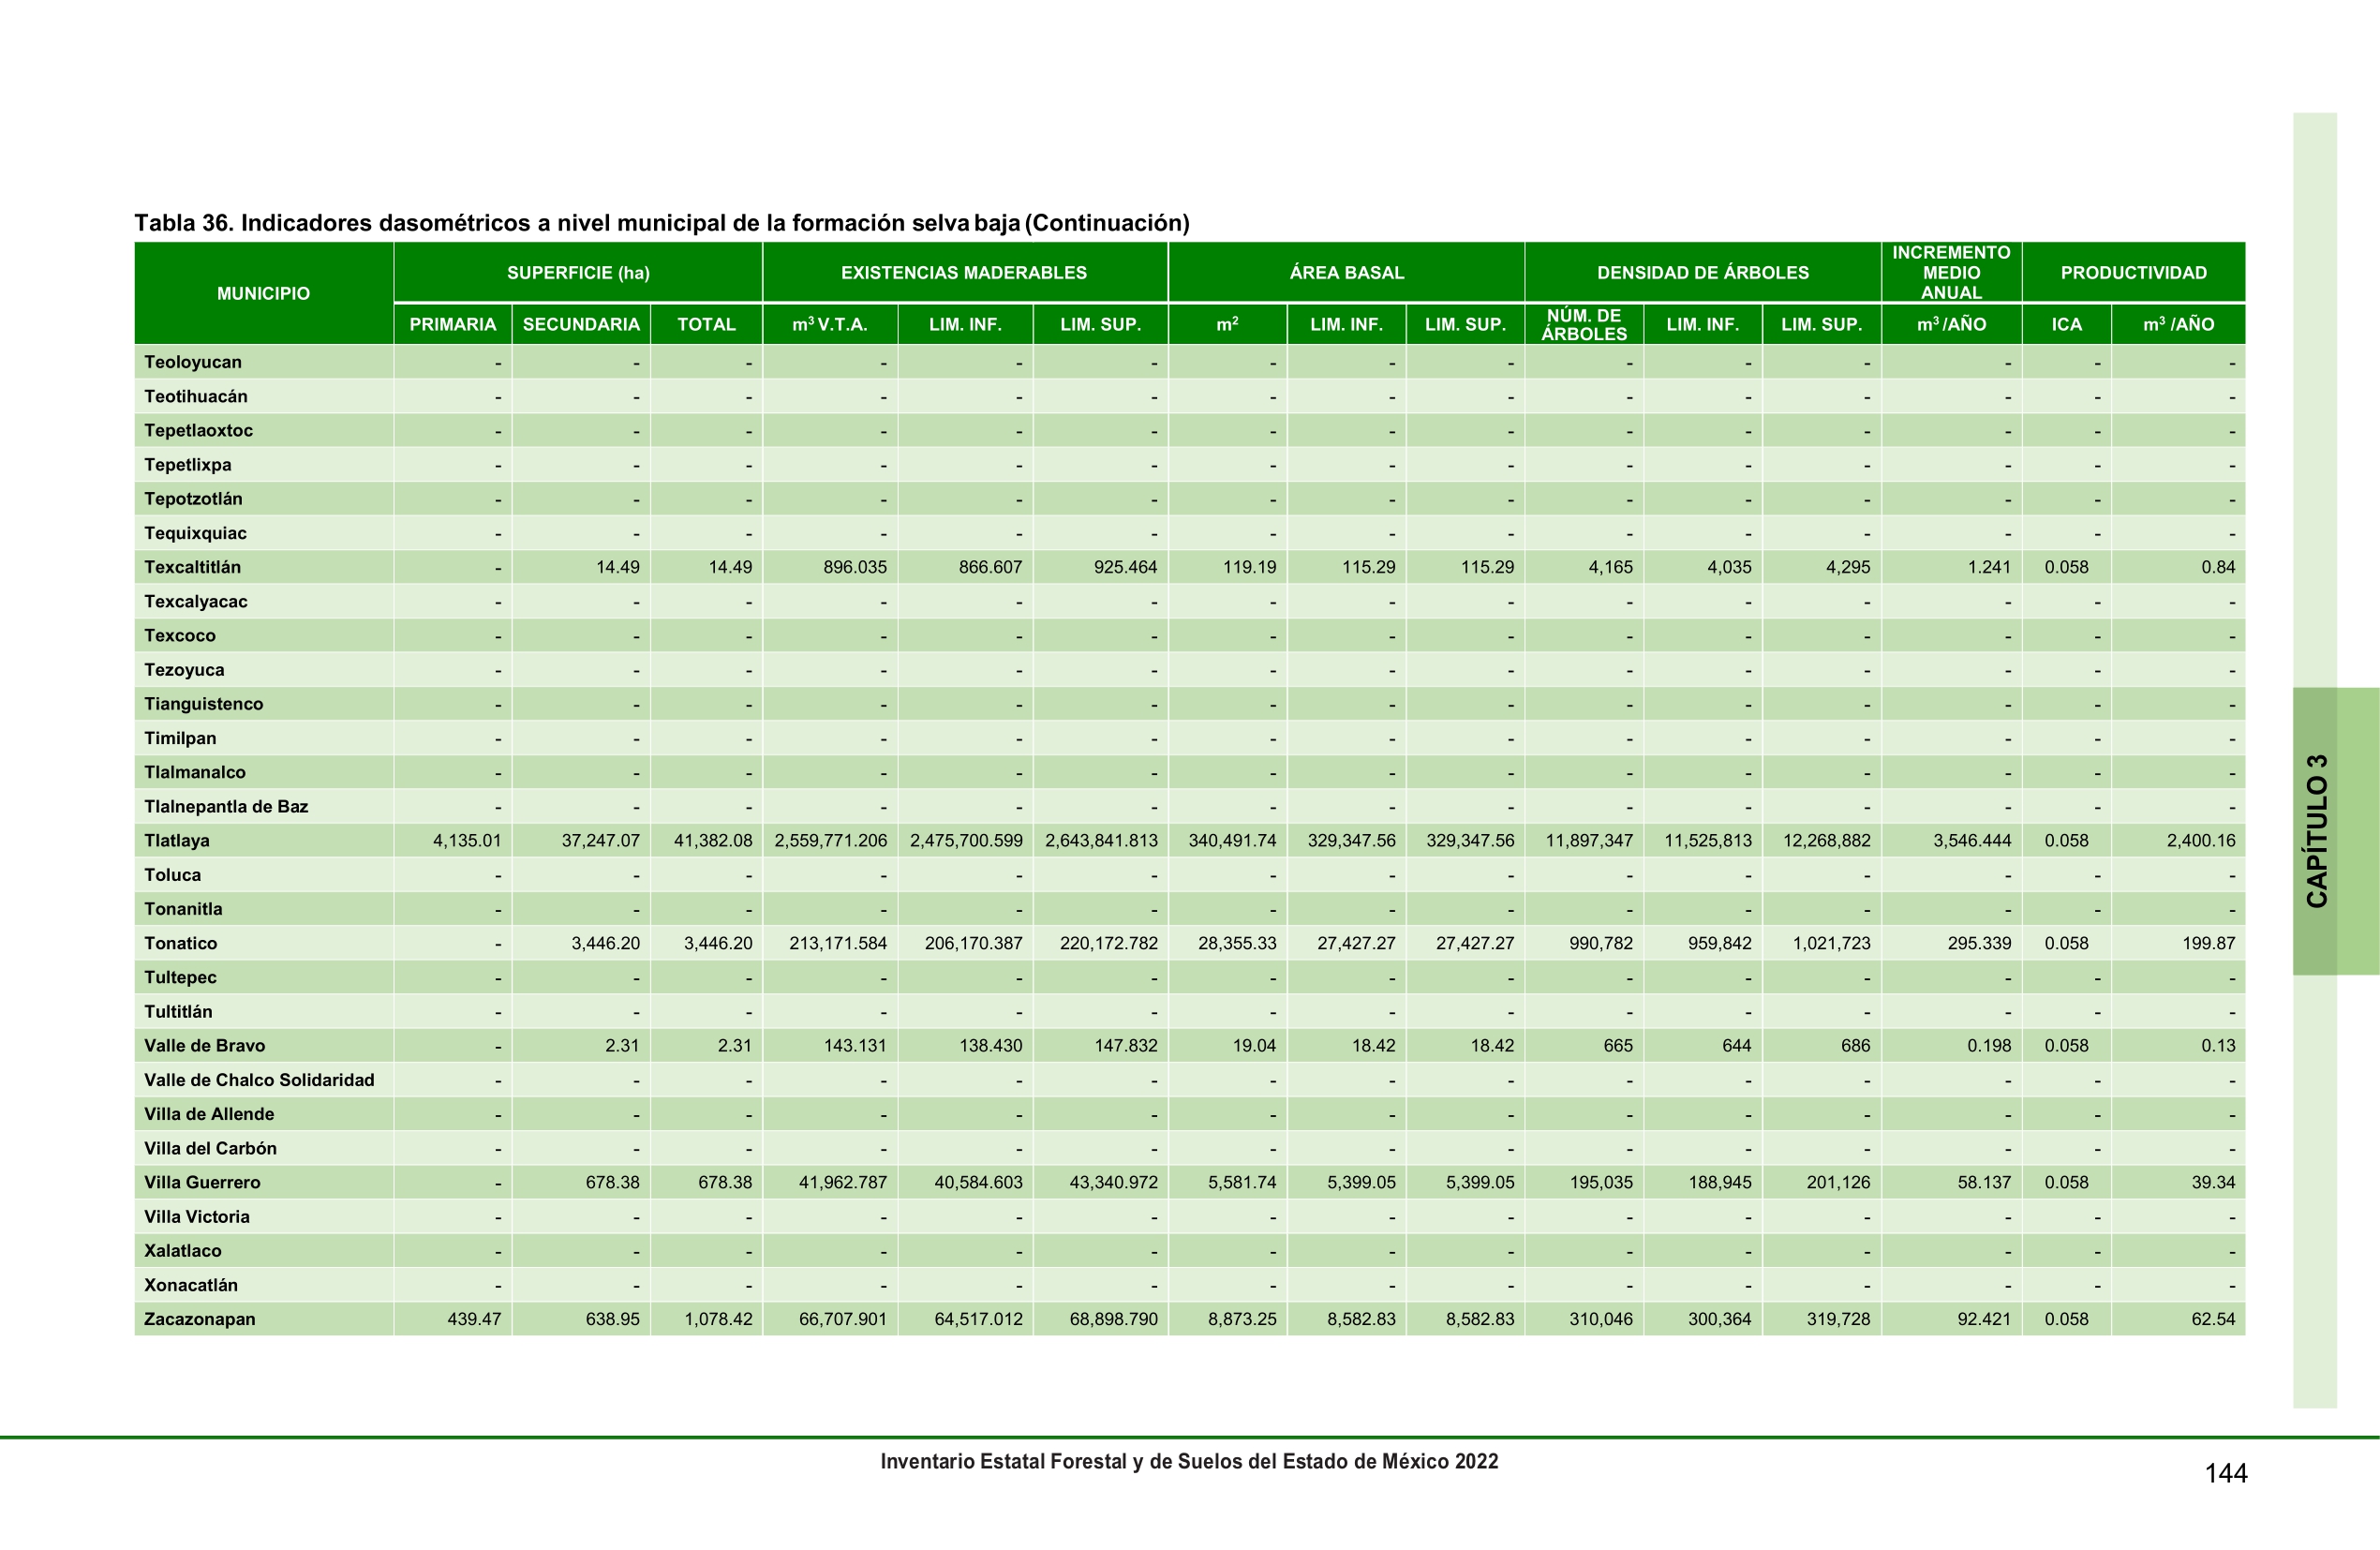 Tabla 36. Indicadores dasométricos a nivel municipal de la formación selva baja (Continuación)
MUNICIPIO SUPERFICIE (ha) EXISTENCIAS MADERABLES ÁREA BASAL DENSIDAD DE ÁRBOLES INCREMENTO MEDIO ANUAL PRODUCTIVIDAD
PRIMARIA SECUNDARIA TOTAL m³ V.T.A. LIM. INF. LIM. SUP. m² LIM. INF. LIM. SUP. NÚM. DE ÁRBOLES LIM. INF. LIM. SUP. m³ /AÑO ICA m³ /AÑO
Teoloyucan - - - - - - - - - - - - - - -
Teotihuacán - - - - - - - - - - - - - - -
Tepetlaoxtoc - - - - - - - - - - - - - - -
Tepetlixpa - - - - - - - - - - - - - - -
Tepotzotlán - - - - - - - - - - - - - - -
Tequixquiac - - - - - - - - - - - - - - -
Texcaltitlán - 14.49 14.49 896.035 866.607 925.464 119.19 115.29 115.29 4,165 4,035 4,295 1.241 0.058 0.84
Texcalyacac - - - - - - - - - - - - - - -
Texcoco - - - - - - - - - - - - - - -
Tezoyuca - - - - - - - - - - - - - - -
Tianguistenco - - - - - - - - - - - - - - -
Timilpan - - - - - - - - - - - - - - -
Tlalmanalco - - - - - - - - - - - - - - -
Tlalnepantla de Baz - - - - - - - - - - - - - - -
Tlatlaya 4,135.01 37,247.07 41,382.08 2,559,771.206 2,475,700.599 2,643,841.813 340,491.74 329,347.56 329,347.56 11,897,347 11,525,813 12,268,882 3,546.444 0.058 2,400.16
Toluca - - - - - - - - - - - - - - -
Tonanitla - - - - - - - - - - - - - - -
Tonatico - 3,446.20 3,446.20 213,171.584 206,170.387 220,172.782 28,355.33 27,427.27 27,427.27 990,782 959,842 1,021,723 295.339 0.058 199.87
Tultepec - - - - - - - - - - - - - - -
Tultitlán - - - - - - - - - - - - - - -
Valle de Bravo - 2.31 2.31 143.131 138.430 147.832 19.04 18.42 18.42 665 644 686 0.198 0.058 0.13
Valle de Chalco Solidaridad - - - - - - - - - - - - - - -
Villa de Allende - - - - - - - - - - - - - - -
Villa del Carbón - - - - - - - - - - - - - - -
Villa Guerrero - 678.38 678.38 41,962.787 40,584.603 43,340.972 5,581.74 5,399.05 5,399.05 195,035 188,945 201,126 58.137 0.058 39.34
Villa Victoria - - - - - - - - - - - - - - -
Xalatlaco - - - - - - - - - - - - - - -
Xonacatlán - - - - - - - - - - - - - - -
Zacazonapan 439.47 638.95 1,078.42 66,707.901 64,517.012 68,898.790 8,873.25 8,582.83 8,582.83 310,046 300,364 319,728 92.421 0.058 62.54
CAPÍTULO 3
Inventario Estatal Forestal y de Suelos del Estado de México 2022
144